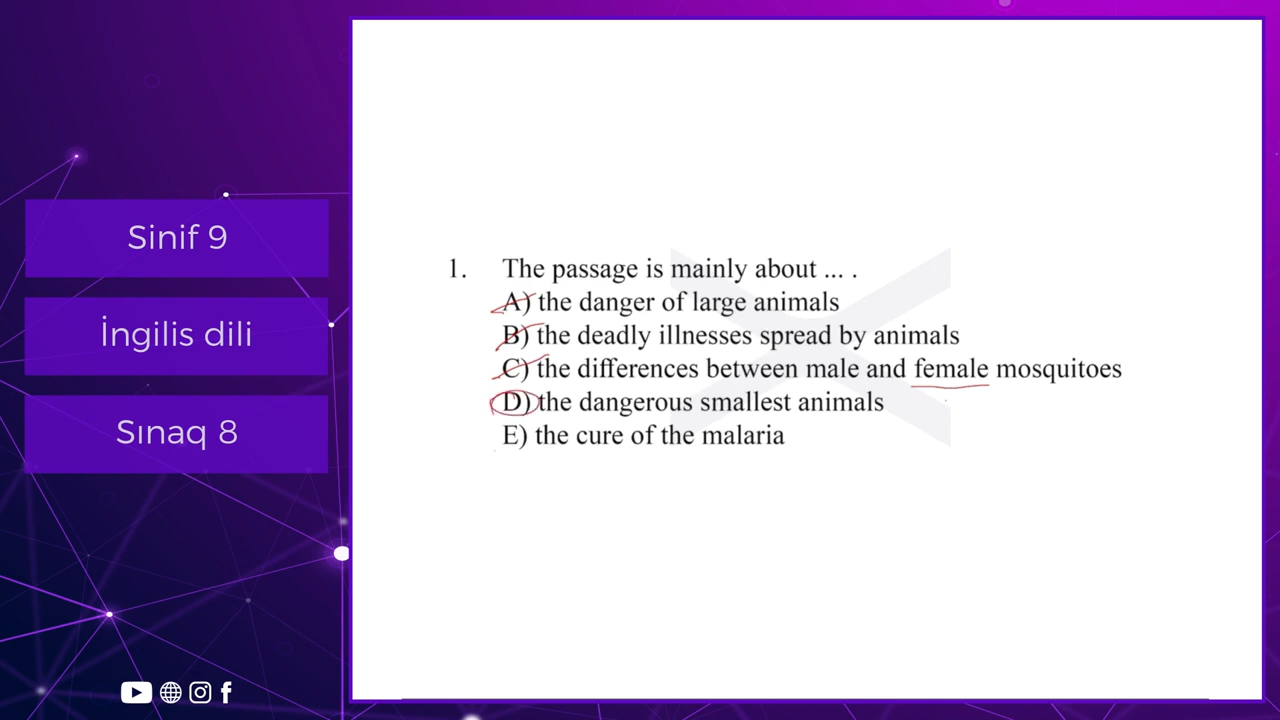 Sinif 9
İngilis dili
Sınaq 8
1. The passage is mainly about ... .
A) the danger of large animals
B) the deadly illnesses spread by animals
C) the differences between male and female mosquitoes
D) the dangerous smallest animals
E) the cure of the malaria